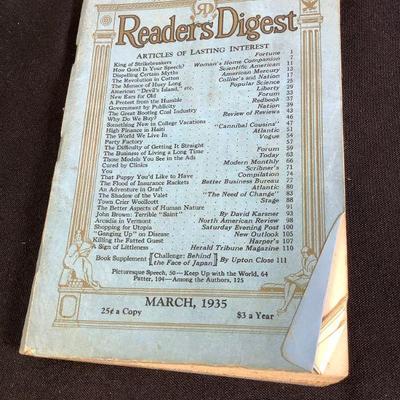 RD
Readers Digest
ARTICLES OF LASTING INTEREST
King of Strikebreakers Fortune 1
How Good Is Your Speech? Woman's Home Companion 7
Dispelling Certain Myths Scientific American 11
The Revolution in Cotton American Mercury 13
The Menace of Huey Long Collier's and Nation 17
American "Devil's Island," etc. Popular Science 25
New Ears for Old Liberty 29
A Protest from the Humble Forum 33
Government by Publicity Redbook 37
The Great Bootleg Coal Industry Nation 39
Why Do We Buy? Review of Reviews 43
Something New in College Vacations 46
High Finance in Haiti "Cannibal Cousins" 47
The World We Live In Atlantic 51
Party Factory Vogue 54
The Difficulty of Getting It Straight 57
The Business of Living a Long Time Forum 59
Those Models You See in the Ads Today 63
Cured by Clinics Modern Monthly 66
You Scribner's 71
That Puppy You'd Like to Have Compilation 74
The Flood of Insurance Rackets Better Business Bureau 77
An Adventure in Graft Atlantic 80
The Shadow of the Valet "The Need of Change" 83
Town Crier Woollcott Stage 88
The Better Aspects of Human Nature 91
John Brown: Terrible "Saint" By David Karsner 93
Arcadia in Vermont North American Review 98
Shopping for Utopia Saturday Evening Post 100
"Ganging Up" on Disease New Outlook 105
Killing the Fatted Guest Harper's 107
A Sign of Littleness Herald Tribune Magazine 110
Book Supplement [Challenge: Behind the Face of Japan] By Upton Close 111
Picturesque Speech, 50—Keep Up with the World, 64
Patter, 104—Among the Authors, 125
MARCH, 1935
25¢ a Copy $3 a Year